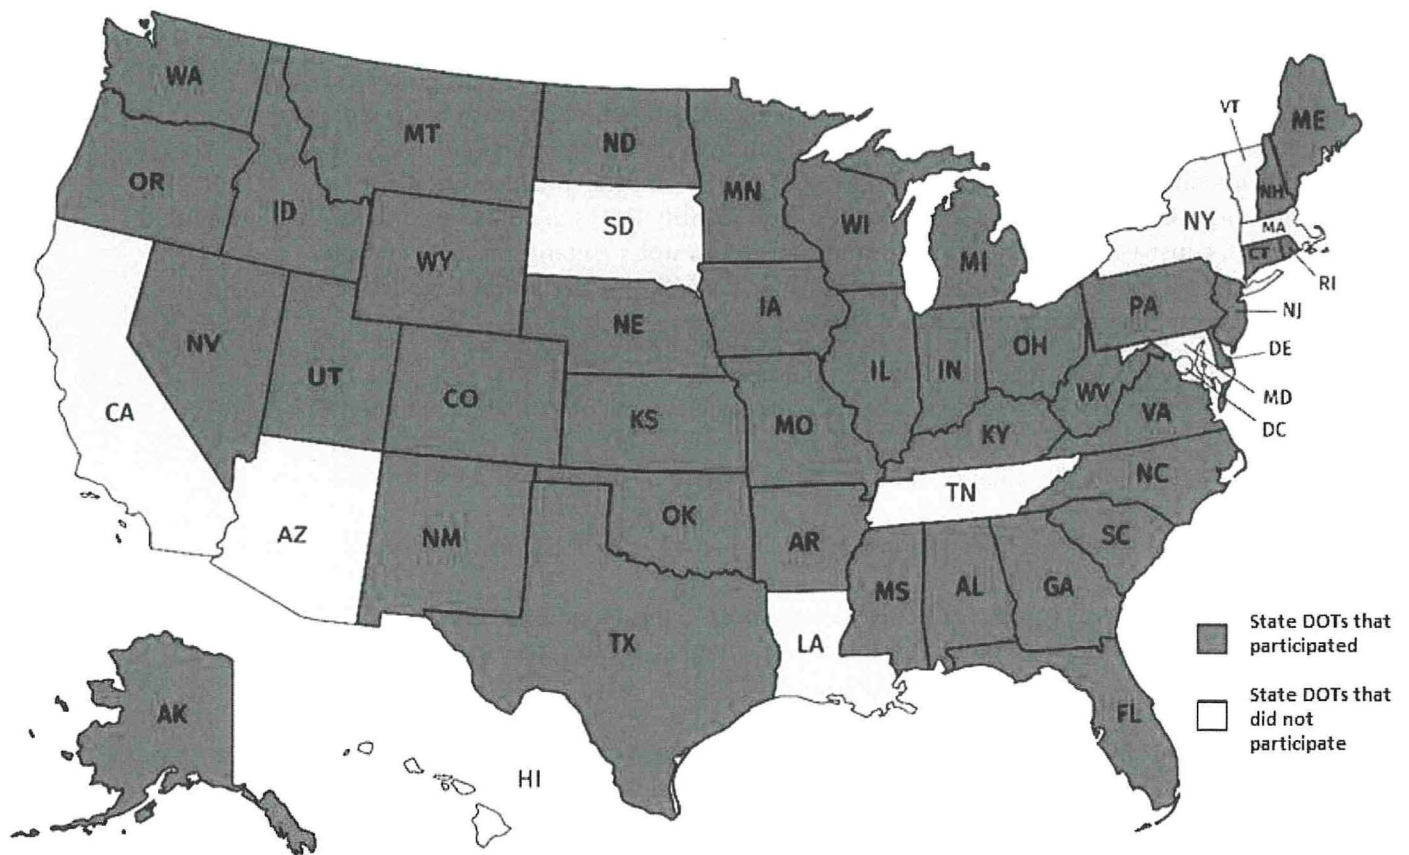 WA
MT
ND
MN
OR
ID
SD
WI
MI
VT
ME
NH
NY
MA
CT
RI
WY
IA
NE
PA
NJ
NV
UT
CO
IL
IN
OH
DE
WV
VA
MD
DC
CA
KS
MO
KY
NC
TN
AZ
NM
OK
AR
SC
MS
AL
GA
TX
LA
FL
AK
HI
State DOTs that
participated
State DOTs that
did not
participate